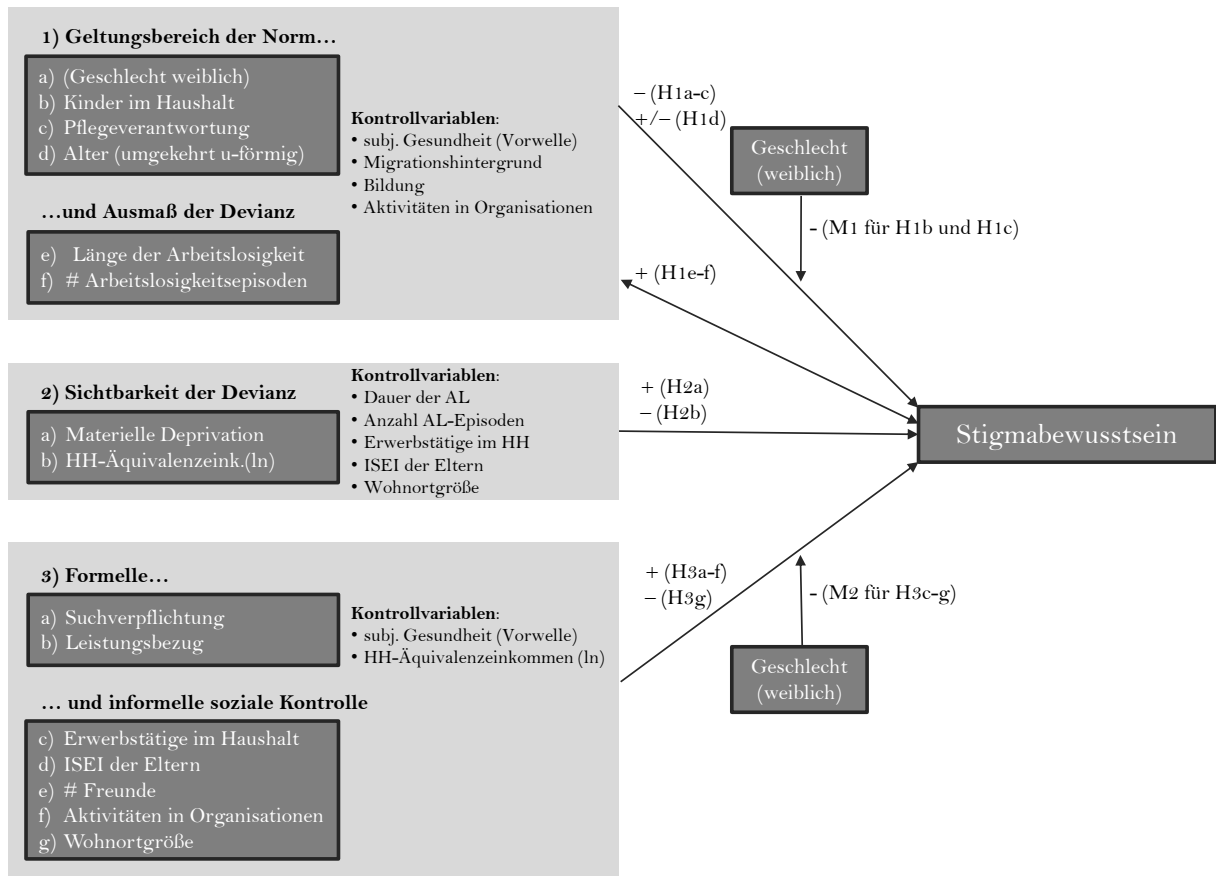 1) Geltungsbereich der Norm…
a) (Geschlecht weiblich)
b) Kinder im Haushalt
c) Pflegeverantwortung
d) Alter (umgekehrt u-förmig)
…und Ausmaß der Devianz
e) Länge der Arbeitslosigkeit
f) # Arbeitslosigkeitsepisoden
Kontrollvariablen:
• subj. Gesundheit (Vorwelle)
• Migrationshintergrund
• Bildung
• Aktivitäten in Organisationen
– (H1a-c)
+/– (H1d)
Geschlecht
(weiblich)
- (M1 für H1b und H1c)
+ (H1e-f)
2) Sichtbarkeit der Devianz
a) Materielle Deprivation
b) HH-Äquivalenzeink.(ln)
Kontrollvariablen:
• Dauer der AL
• Anzahl AL-Episoden
• Erwerbstätige im HH
• ISEI der Eltern
• Wohnortgröße
+ (H2a)
– (H2b)
Stigmabewusstsein
3) Formelle…
a) Suchverpflichtung
b) Leistungsbezug
Kontrollvariablen:
• subj. Gesundheit (Vorwelle)
• HH-Äquivalenzeinkommen (ln)
… und informelle soziale Kontrolle
c) Erwerbstätige im Haushalt
d) ISEI der Eltern
e) # Freunde
f) Aktivitäten in Organisationen
g) Wohnortgröße
+ (H3a-f)
– (H3g)
- (M2 für H3c-g)
Geschlecht
(weiblich)